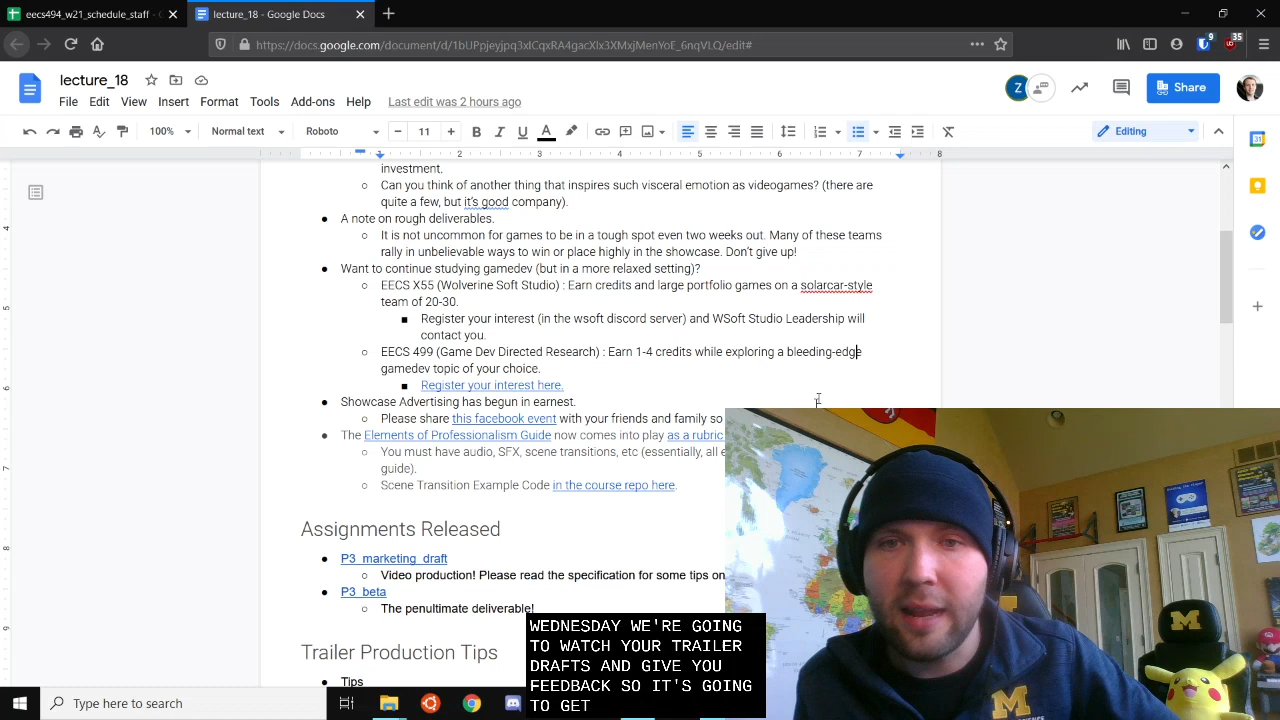 eecs494_w21_schedule_staff -
lecture_18 - Google Docs
https://docs.google.com/document/d/1bUPpjeyjpq3xICqxRA4gacXlx3XMxjMenYoE_6nqVLQ/edit#
9
35
lecture_18
File Edit View Insert Format Tools Add-ons Help Last edit was 2 hours ago
Z
Share
100% Normal text Roboto 11 B I U A Editing
1 2 3 4 5 6 7 8
investment.
Can you think of another thing that inspires such visceral emotion as videogames? (there are
quite a few, but it's good company).
A note on rough deliverables.
It is not uncommon for games to be in a tough spot even two weeks out. Many of these teams
rally in unbelievable ways to win or place highly in the showcase. Don't give up!
Want to continue studying gamedev (but in a more relaxed setting)?
EECS X55 (Wolverine Soft Studio) : Earn credits and large portfolio games on a solarcar-style
team of 20-30.
Register your interest (in the wsoft discord server) and WSoft Studio Leadership will
contact you.
EECS 499 (Game Dev Directed Research) : Earn 1-4 credits while exploring a bleeding-edge
gamedev topic of your choice.
Register your interest here.
Showcase Advertising has begun in earnest.
Please share this facebook event with your friends and family so
The Elements of Professionalism Guide now comes into play as a rubric
You must have audio, SFX, scene transitions, etc (essentially, all e
guide).
Scene Transition Example Code in the course repo here.
Assignments Released
P3_marketing_draft
Video production! Please read the specification for some tips on
P3_beta
The penultimate deliverable!
Trailer Production Tips
Tips
WEDNESDAY WE'RE GOING
TO WATCH YOUR TRAILER
DRAFTS AND GIVE YOU
FEEDBACK SO IT'S GOING
TO GET
Type here to search
M
M